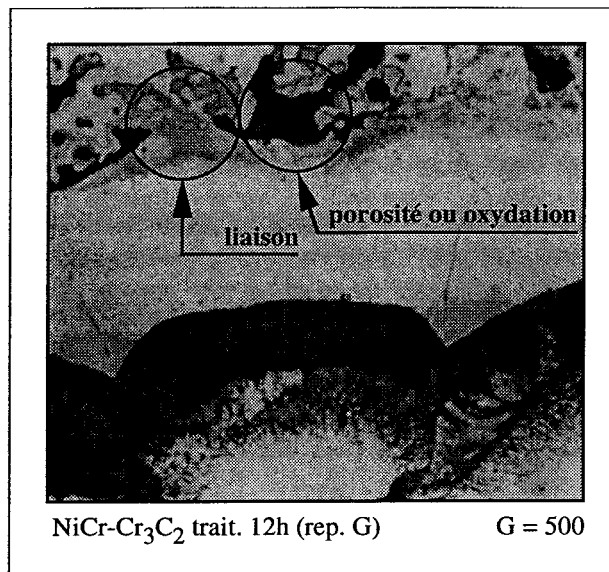 liaison
porosité ou oxydation
NiCr-Cr₃C₂ trait. 12h (rep. G) G = 500